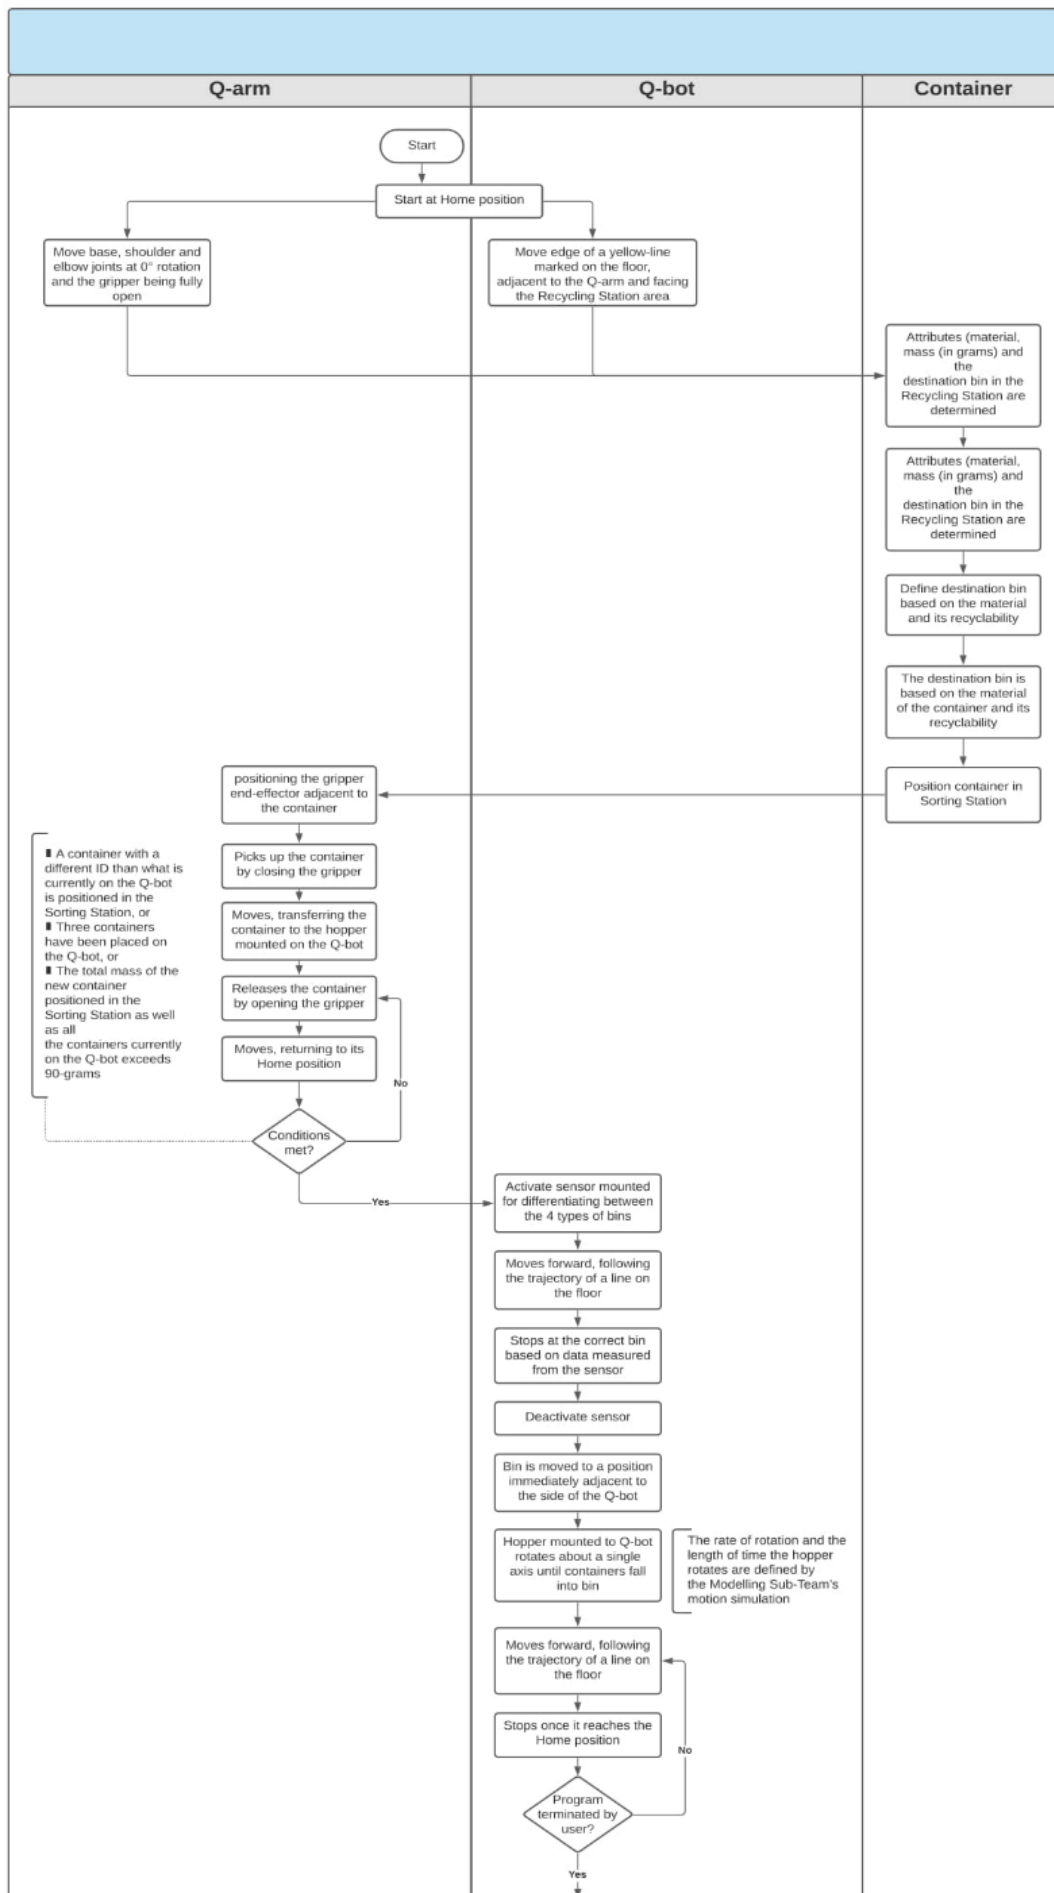 Q-arm
Q-bot
Container
Start
Start at Home position
Move base, shoulder and
elbow joints at 0° rotation
and the gripper being fully
open
Move edge of a yellow-line
marked on the floor,
adjacent to the Q-arm and facing
the Recycling Station area
Attributes (material,
mass (in grams) and
the
destination bin in the
Recycling Station are
determined
Attributes (material,
mass (in grams) and
the
destination bin in the
Recycling Station are
determined
Define destination bin
based on the material
and its recyclability
The destination bin is
based on the material
of the container and its
recyclability
Position container in
Sorting Station
positioning the gripper
end-effector adjacent to
the container
Picks up the container
by closing the gripper
Moves, transferring the
container to the hopper
mounted on the Q-bot
Releases the container
by opening the gripper
Moves, returning to its
Home position
No
▮ A container with a
different ID than what is
currently on the Q-bot
is positioned in the
Sorting Station, or
▮ Three containers
have been placed on
the Q-bot, or
▮ The total mass of the
new container
positioned in the
Sorting Station as well
as all
the containers currently
on the Q-bot exceeds
90-grams
Conditions
met?
Yes
Activate sensor mounted
for differentiating between
the 4 types of bins
Moves forward, following
the trajectory of a line on
the floor
Stops at the correct bin
based on data measured
from the sensor
Deactivate sensor
Bin is moved to a position
immediately adjacent to
the side of the Q-bot
Hopper mounted to Q-bot
rotates about a single
axis until containers fall
into bin
The rate of rotation and the
length of time the hopper
rotates are defined by
the Modelling Sub-Team's
motion simulation
Moves forward, following
the trajectory of a line on
the floor
Stops once it reaches the
Home position
No
Program
terminated by
user?
Yes